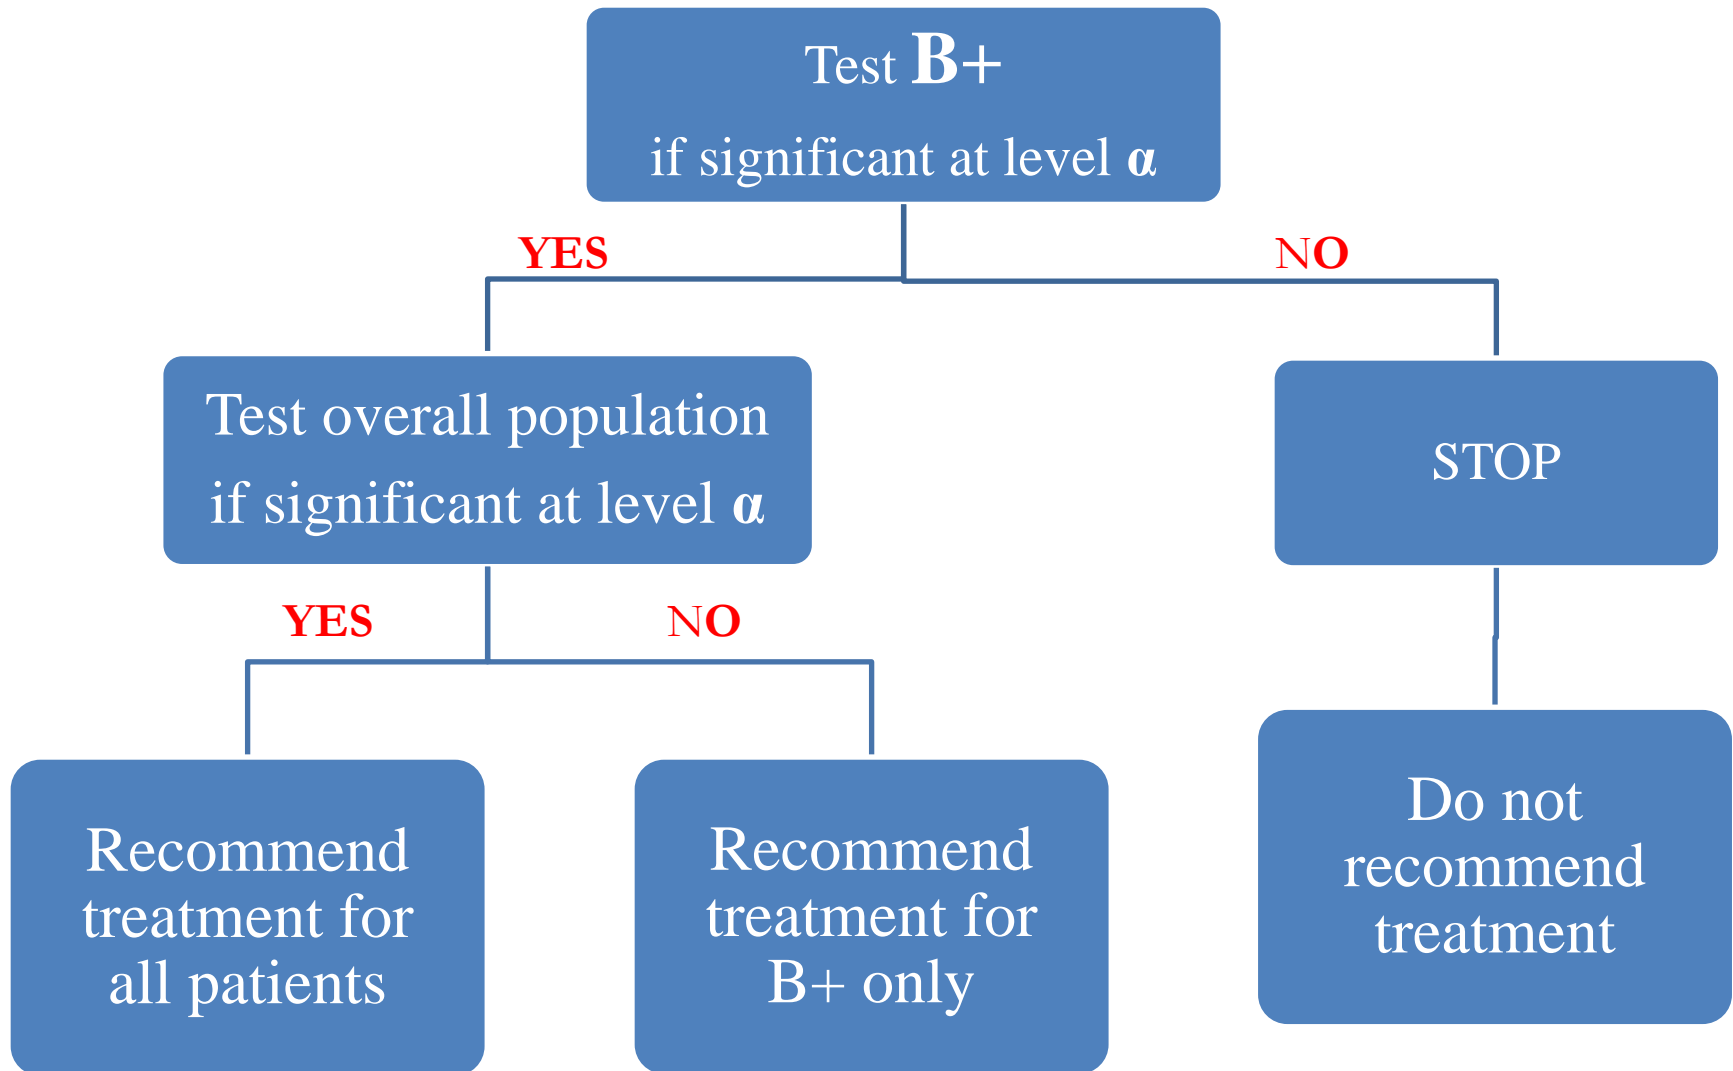 Test B+
if significant at level α
YES
NO
Test overall population
if significant at level α
STOP
YES
NO
Recommend
treatment for
all patients
Recommend
treatment for
B+ only
Do not
recommend
treatment